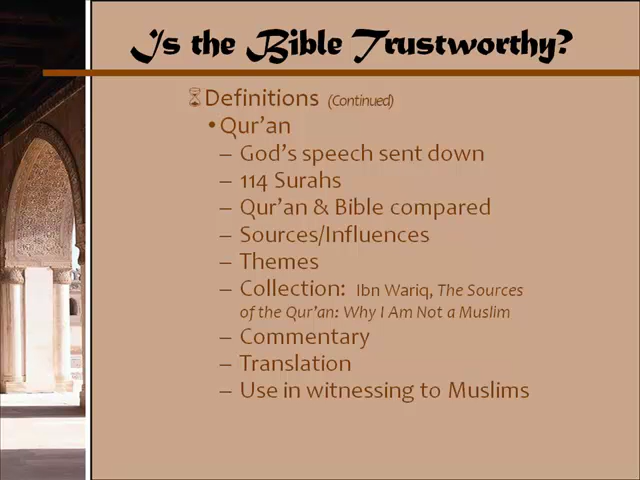 Is the Bible Trustworthy?
Definitions (Continued)
• Qur’an
– God’s speech sent down
– 114 Surahs
– Qur’an & Bible compared
– Sources/Influences
– Themes
– Collection: Ibn Wariq, The Sources
of the Qur’an: Why I Am Not a Muslim
– Commentary
– Translation
– Use in witnessing to Muslims